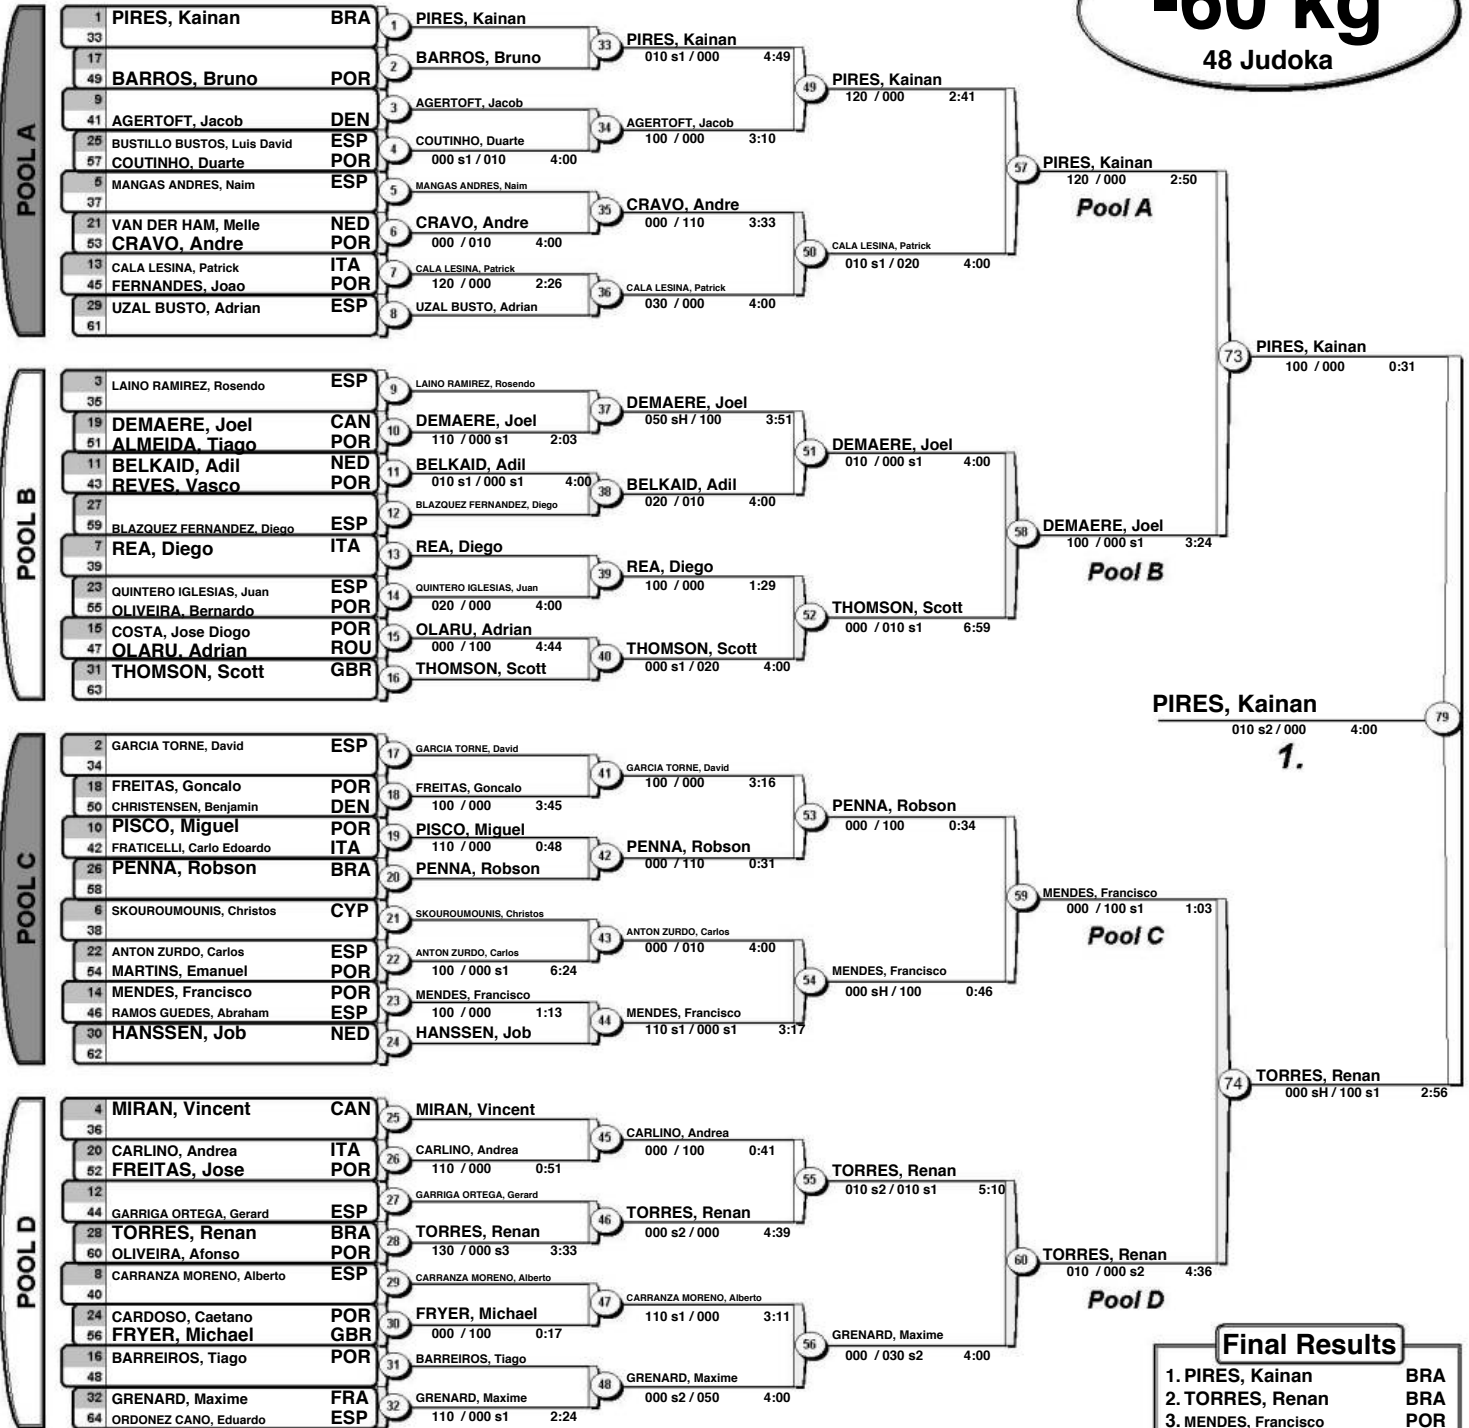 -60 kg
48 Judoka
POOL A
1 PIRES, Kainan BRA
33
17
49 BARROS, Bruno POR
9
41 AGERTOFT, Jacob DEN
25 BUSTILLO BUSTOS, Luis David ESP
57 COUTINHO, Duarte POR
5 MANGAS ANDRES, Naim ESP
37
21 VAN DER HAM, Melle NED
53 CRAVO, Andre POR
13 CALA LESINA, Patrick ITA
45 FERNANDES, Joao POR
29 UZAL BUSTO, Adrian ESP
61
1 PIRES, Kainan
2 BARROS, Bruno
3 AGERTOFT, Jacob
4 COUTINHO, Duarte
000 s1 / 010 4:00
5 MANGAS ANDRES, Naim
6 CRAVO, Andre
000 / 010 4:00
7 CALA LESINA, Patrick
120 / 000 2:26
8 UZAL BUSTO, Adrian
33 PIRES, Kainan
010 s1 / 000 4:49
34 AGERTOFT, Jacob
100 / 000 3:10
35 CRAVO, Andre
000 / 110 3:33
36 CALA LESINA, Patrick
030 / 000 4:00
49 PIRES, Kainan
120 / 000 2:41
50 CALA LESINA, Patrick
010 s1 / 020 4:00
57 PIRES, Kainan
120 / 000 2:50
Pool A
POOL B
3 LAINO RAMIREZ, Rosendo ESP
35
19 DEMAERE, Joel CAN
51 ALMEIDA, Tiago POR
11 BELKAID, Adil NED
43 REVES, Vasco POR
27
59 BLAZQUEZ FERNANDEZ, Diego ESP
7 REA, Diego ITA
39
23 QUINTERO IGLESIAS, Juan ESP
55 OLIVEIRA, Bernardo POR
15 COSTA, Jose Diogo POR
47 OLARU, Adrian ROU
31 THOMSON, Scott GBR
63
9 LAINO RAMIREZ, Rosendo
10 DEMAERE, Joel
110 / 000 s1 2:03
11 BELKAID, Adil
010 s1 / 000 s1 4:00
12 BLAZQUEZ FERNANDEZ, Diego
13 REA, Diego
14 QUINTERO IGLESIAS, Juan
020 / 000 4:00
15 OLARU, Adrian
000 / 100 4:44
16 THOMSON, Scott
37 DEMAERE, Joel
050 sH / 100 3:51
38 BELKAID, Adil
020 / 010 4:00
39 REA, Diego
100 / 000 1:29
40 THOMSON, Scott
000 s1 / 020 4:00
51 DEMAERE, Joel
010 / 000 s1 4:00
52 THOMSON, Scott
000 / 010 s1 6:59
58 DEMAERE, Joel
100 / 000 s1 3:24
Pool B
73 PIRES, Kainan
100 / 000 0:31
PIRES, Kainan 79
010 s2 / 000 4:00
1.
POOL C
2 GARCIA TORNE, David ESP
34
18 FREITAS, Goncalo POR
50 CHRISTENSEN, Benjamin DEN
10 PISCO, Miguel POR
42 FRATICELLI, Carlo Edoardo ITA
26 PENNA, Robson BRA
58
6 SKOUROUMOUNIS, Christos CYP
38
22 ANTON ZURDO, Carlos ESP
54 MARTINS, Emanuel POR
14 MENDES, Francisco POR
46 RAMOS GUEDES, Abraham ESP
30 HANSSEN, Job NED
62
17 GARCIA TORNE, David
18 FREITAS, Goncalo
100 / 000 3:45
19 PISCO, Miguel
110 / 000 0:48
20 PENNA, Robson
21 SKOUROUMOUNIS, Christos
22 ANTON ZURDO, Carlos
100 / 000 s1 6:24
23 MENDES, Francisco
100 / 000 1:13
24 HANSSEN, Job
41 GARCIA TORNE, David
100 / 000 3:16
42 PENNA, Robson
000 / 110 0:31
43 ANTON ZURDO, Carlos
000 / 010 4:00
44 MENDES, Francisco
110 s1 / 000 s1 3:17
53 PENNA, Robson
000 / 100 0:34
54 MENDES, Francisco
000 sH / 100 0:46
59 MENDES, Francisco
000 / 100 s1 1:03
Pool C
POOL D
4 MIRAN, Vincent CAN
36
20 CARLINO, Andrea ITA
52 FREITAS, Jose POR
12
44 GARRIGA ORTEGA, Gerard ESP
28 TORRES, Renan BRA
60 OLIVEIRA, Afonso POR
8 CARRANZA MORENO, Alberto ESP
40
24 CARDOSO, Caetano POR
56 FRYER, Michael GBR
16 BARREIROS, Tiago POR
48
32 GRENARD, Maxime FRA
64 ORDONEZ CANO, Eduardo ESP
25 MIRAN, Vincent
26 CARLINO, Andrea
110 / 000 0:51
27 GARRIGA ORTEGA, Gerard
28 TORRES, Renan
130 / 000 s3 3:33
29 CARRANZA MORENO, Alberto
30 FRYER, Michael
000 / 100 0:17
31 BARREIROS, Tiago
32 GRENARD, Maxime
110 / 000 s1 2:24
45 CARLINO, Andrea
000 / 100 0:41
46 TORRES, Renan
000 s2 / 000 4:39
47 CARRANZA MORENO, Alberto
110 s1 / 000 3:11
48 GRENARD, Maxime
000 s2 / 050 4:00
55 TORRES, Renan
010 s2 / 010 s1 5:10
56 GRENARD, Maxime
000 / 030 s2 4:00
60 TORRES, Renan
010 / 000 s2 4:36
Pool D
74 TORRES, Renan
000 sH / 100 s1 2:56
Final Results
1. PIRES, Kainan BRA
2. TORRES, Renan BRA
3. MENDES, Francisco POR